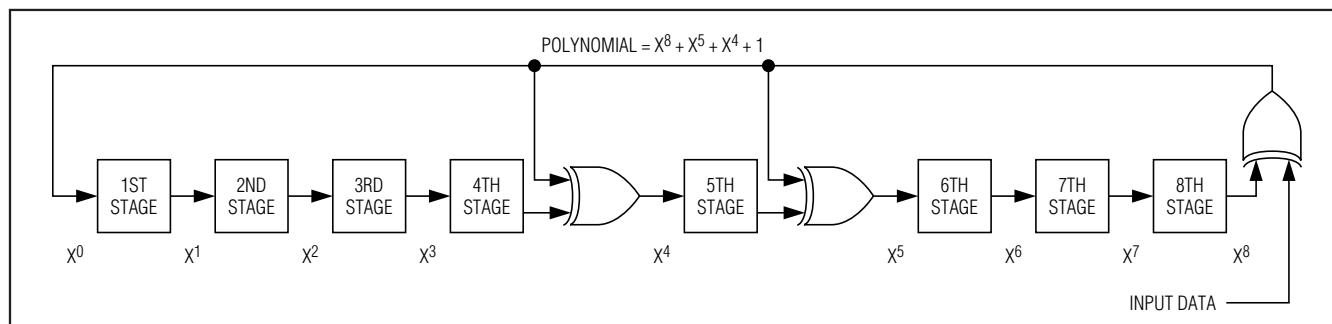 POLYNOMIAL = X⁸ + X⁵ + X⁴ + 1
1ST
STAGE
2ND
STAGE
3RD
STAGE
4TH
STAGE
5TH
STAGE
6TH
STAGE
7TH
STAGE
8TH
STAGE
X⁰ X¹ X² X³ X⁴ X⁵ X⁶ X⁷ X⁸
INPUT DATA